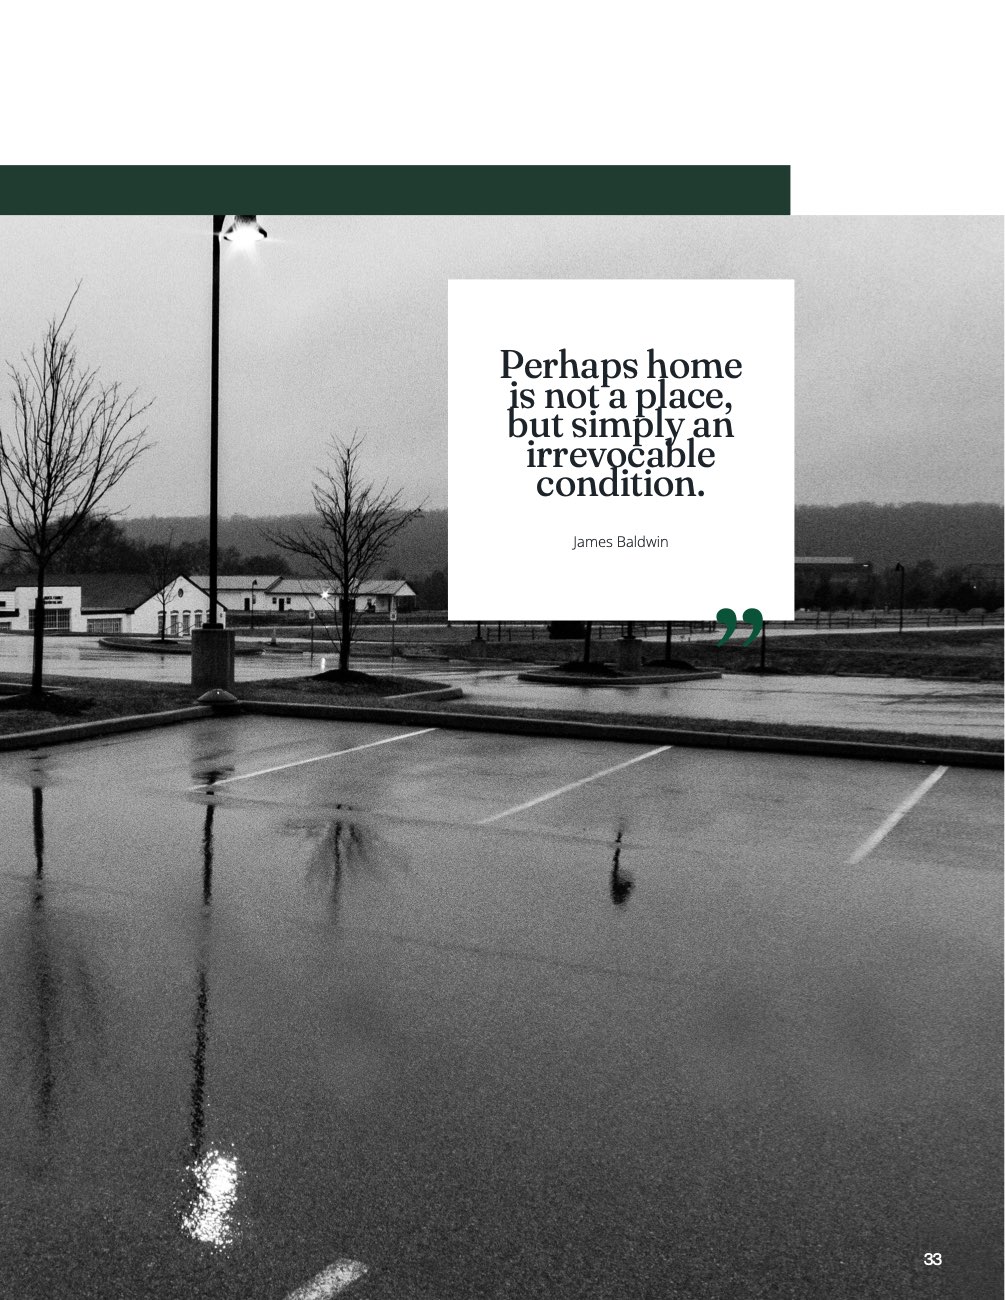 Perhaps home
is not a place,
but simply an
irrevocable
condition.
James Baldwin
”
33